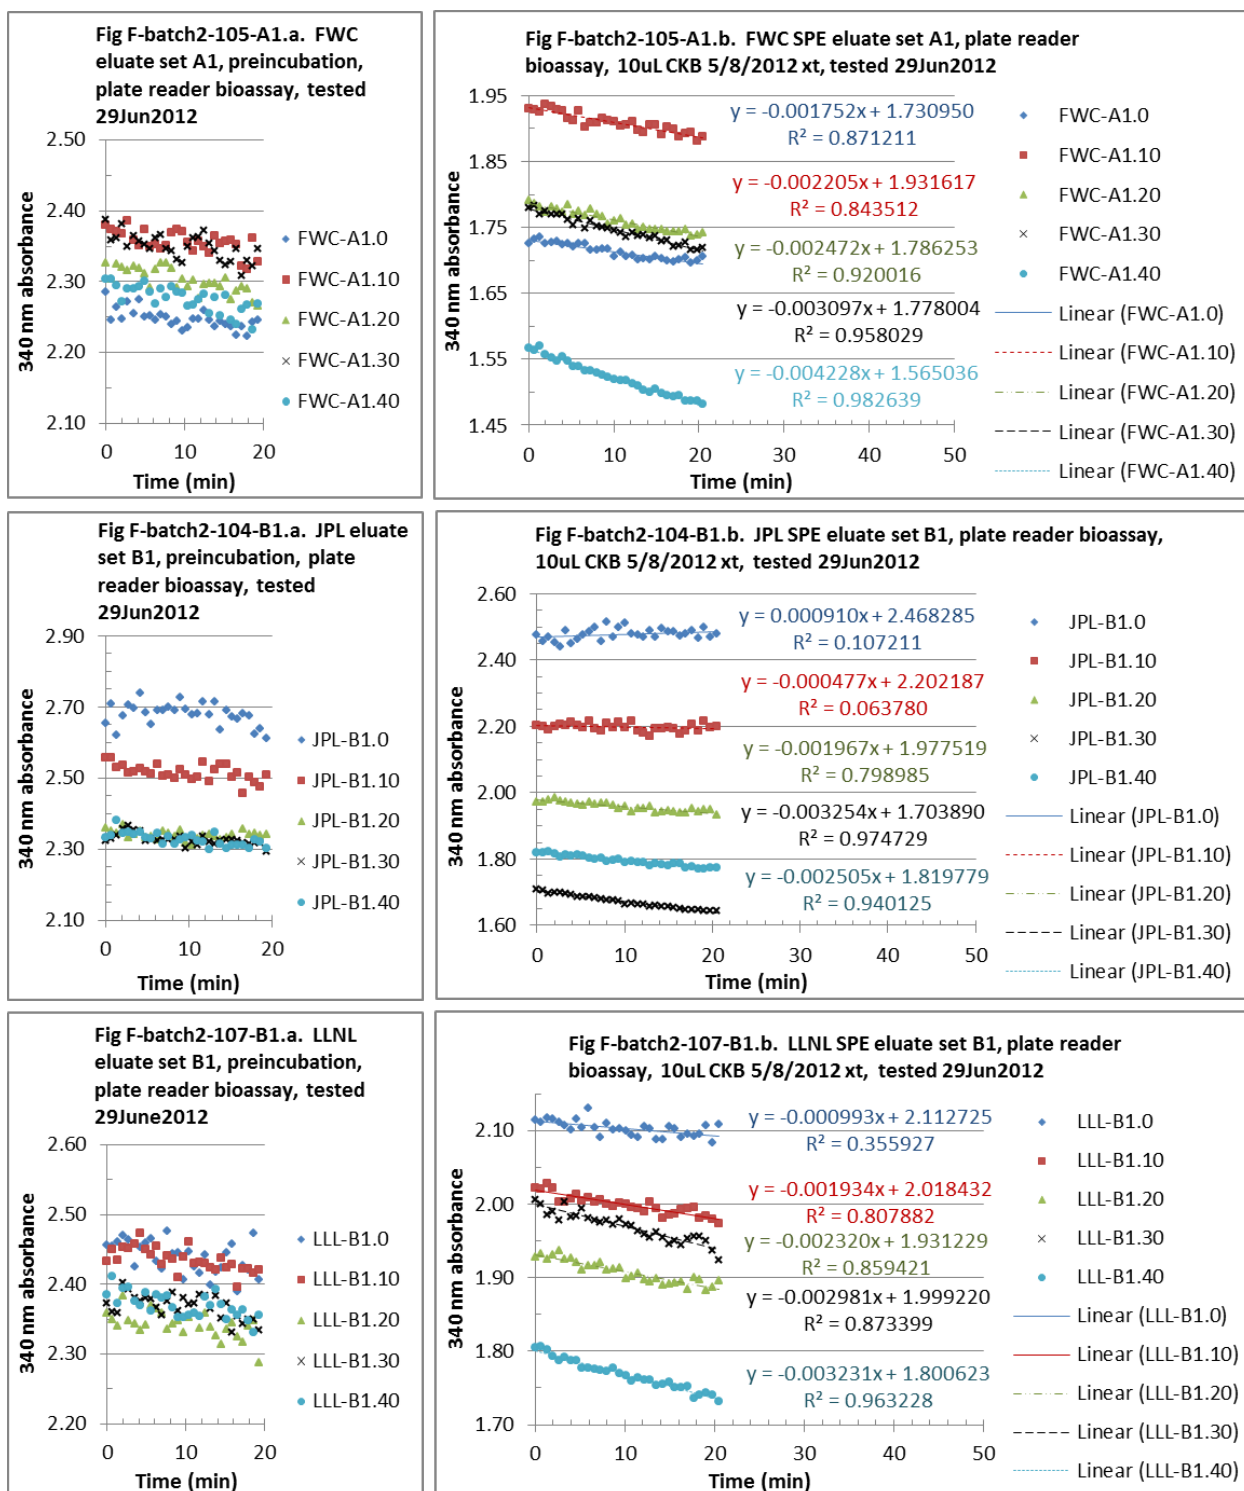 Fig F-batch2-105-A1.a. FWC
eluate set A1, preincubation,
plate reader bioassay, tested
29Jun2012
2.50
2.40
2.30
2.20
2.10
340 nm absorbance
0
10
20
Time (min)
FWC-A1.0
FWC-A1.10
FWC-A1.20
FWC-A1.30
FWC-A1.40
Fig F-batch2-105-A1.b. FWC SPE eluate set A1, plate reader
bioassay, 10uL CKB 5/8/2012 xt, tested 29Jun2012
1.95
1.85
1.75
1.65
1.55
1.45
340 nm absorbance
y = -0.001752x + 1.730950
R² = 0.871211
y = -0.002205x + 1.931617
R² = 0.843512
y = -0.002472x + 1.786253
R² = 0.920016
y = -0.003097x + 1.778004
R² = 0.958029
y = -0.004228x + 1.565036
R² = 0.982639
0
10
20
30
40
50
Time (min)
FWC-A1.0
FWC-A1.10
FWC-A1.20
FWC-A1.30
FWC-A1.40
Linear (FWC-A1.0)
Linear (FWC-A1.10)
Linear (FWC-A1.20)
Linear (FWC-A1.30)
Linear (FWC-A1.40)
Fig F-batch2-104-B1.a. JPL eluate
set B1, preincubation, plate
reader bioassay, tested
29Jun2012
2.90
2.70
2.50
2.30
2.10
340 nm absorbance
0
10
20
Time (min)
JPL-B1.0
JPL-B1.10
JPL-B1.20
JPL-B1.30
JPL-B1.40
Fig F-batch2-104-B1.b. JPL SPE eluate set B1, plate reader bioassay,
10uL CKB 5/8/2012 xt, tested 29Jun2012
2.60
2.40
2.20
2.00
1.80
1.60
340 nm absorbance
y = 0.000910x + 2.468285
R² = 0.107211
y = -0.000477x + 2.202187
R² = 0.063780
y = -0.001967x + 1.977519
R² = 0.798985
y = -0.003254x + 1.703890
R² = 0.974729
y = -0.002505x + 1.819779
R² = 0.940125
0
10
20
30
40
50
Time (min)
JPL-B1.0
JPL-B1.10
JPL-B1.20
JPL-B1.30
JPL-B1.40
Linear (JPL-B1.0)
Linear (JPL-B1.10)
Linear (JPL-B1.20)
Linear (JPL-B1.30)
Linear (JPL-B1.40)
Fig F-batch2-107-B1.a. LLNL
eluate set B1, preincubation,
plate reader bioassay, tested
29June2012
2.60
2.50
2.40
2.30
2.20
340 nm absorbance
0
10
20
Time (min)
LLL-B1.0
LLL-B1.10
LLL-B1.20
LLL-B1.30
LLL-B1.40
Fig F-batch2-107-B1.b. LLNL SPE eluate set B1, plate reader
bioassay, 10uL CKB 5/8/2012 xt, tested 29Jun2012
2.10
2.00
1.90
1.80
1.70
340 nm absorbance
y = -0.000993x + 2.112725
R² = 0.355927
y = -0.001934x + 2.018432
R² = 0.807882
y = -0.002320x + 1.931229
R² = 0.859421
y = -0.002981x + 1.999220
R² = 0.873399
y = -0.003231x + 1.800623
R² = 0.963228
0
10
20
30
40
50
Time (min)
LLL-B1.0
LLL-B1.10
LLL-B1.20
LLL-B1.30
LLL-B1.40
Linear (LLL-B1.0)
Linear (LLL-B1.10)
Linear (LLL-B1.20)
Linear (LLL-B1.30)
Linear (LLL-B1.40)